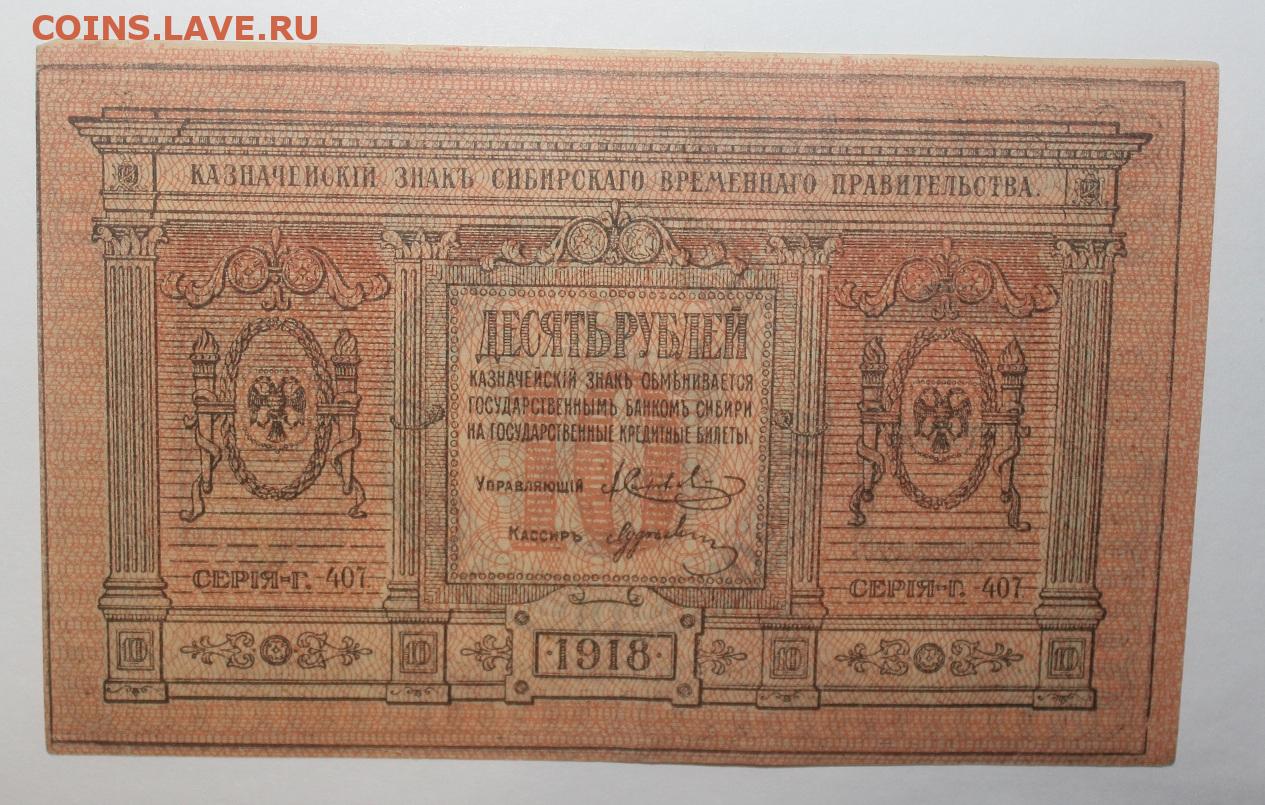 COINS.LAVE.RU
КАЗНАЧЕЙСКІЙ ЗНАКЪ СИБИРСКАГО ВРЕМЕННАГО ПРАВИТЕЛЬСТВА.
ДЕСЯТЬ РУБЛЕЙ
КАЗНАЧЕЙСКІЙ ЗНАКЪ ОБМѢНИВАЕТСЯ
ГОСУДАРСТВЕННЫМЪ БАНКОМЪ СИБИРИ
НА ГОСУДАРСТВЕННЫЕ КРЕДИТНЫЕ БИЛЕТЫ.
УПРАВЛЯЮЩІЙ
КАССИРЪ
10
СЕРІЯ-Г. 407
СЕРІЯ-Г. 407
10
10
·1918·
10
10